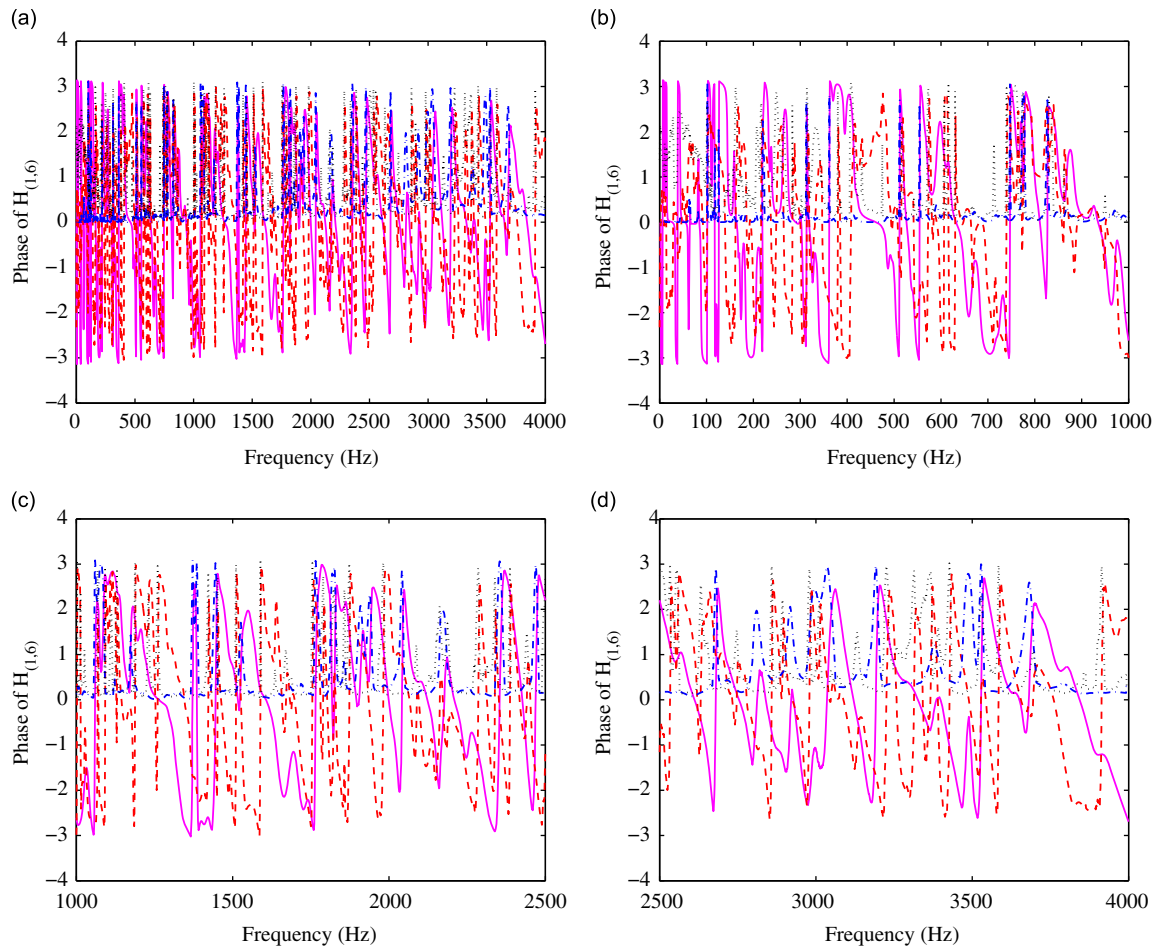 (a)
4
3
2
1
0
−1
−2
−3
−4
Phase of H(1,6)
0 500 1000 1500 2000 2500 3000 3500 4000
Frequency (Hz)
(b)
4
3
2
1
0
−1
−2
−3
−4
Phase of H(1,6)
0 100 200 300 400 500 600 700 800 900 1000
Frequency (Hz)
(c)
4
3
2
1
0
−1
−2
−3
−4
Phase of H(1,6)
1000 1500 2000 2500
Frequency (Hz)
(d)
4
3
2
1
0
−1
−2
−3
−4
Phase of H(1,6)
2500 3000 3500 4000
Frequency (Hz)